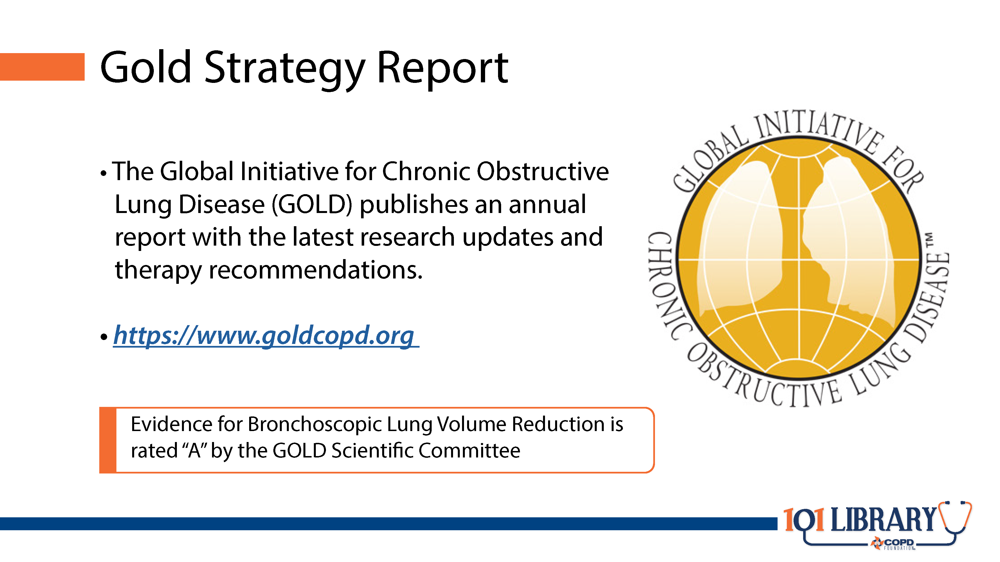 Gold Strategy Report
• The Global Initiative for Chronic Obstructive
Lung Disease (GOLD) publishes an annual
report with the latest research updates and
therapy recommendations.
• https://www.goldcopd.org
GLOBAL INITIATIVE FOR
CHRONIC OBSTRUCTIVE LUNG DISEASE™
Evidence for Bronchoscopic Lung Volume Reduction is
rated “A” by the GOLD Scientific Committee
101 LIBRARY
COPD
FOUNDATION®